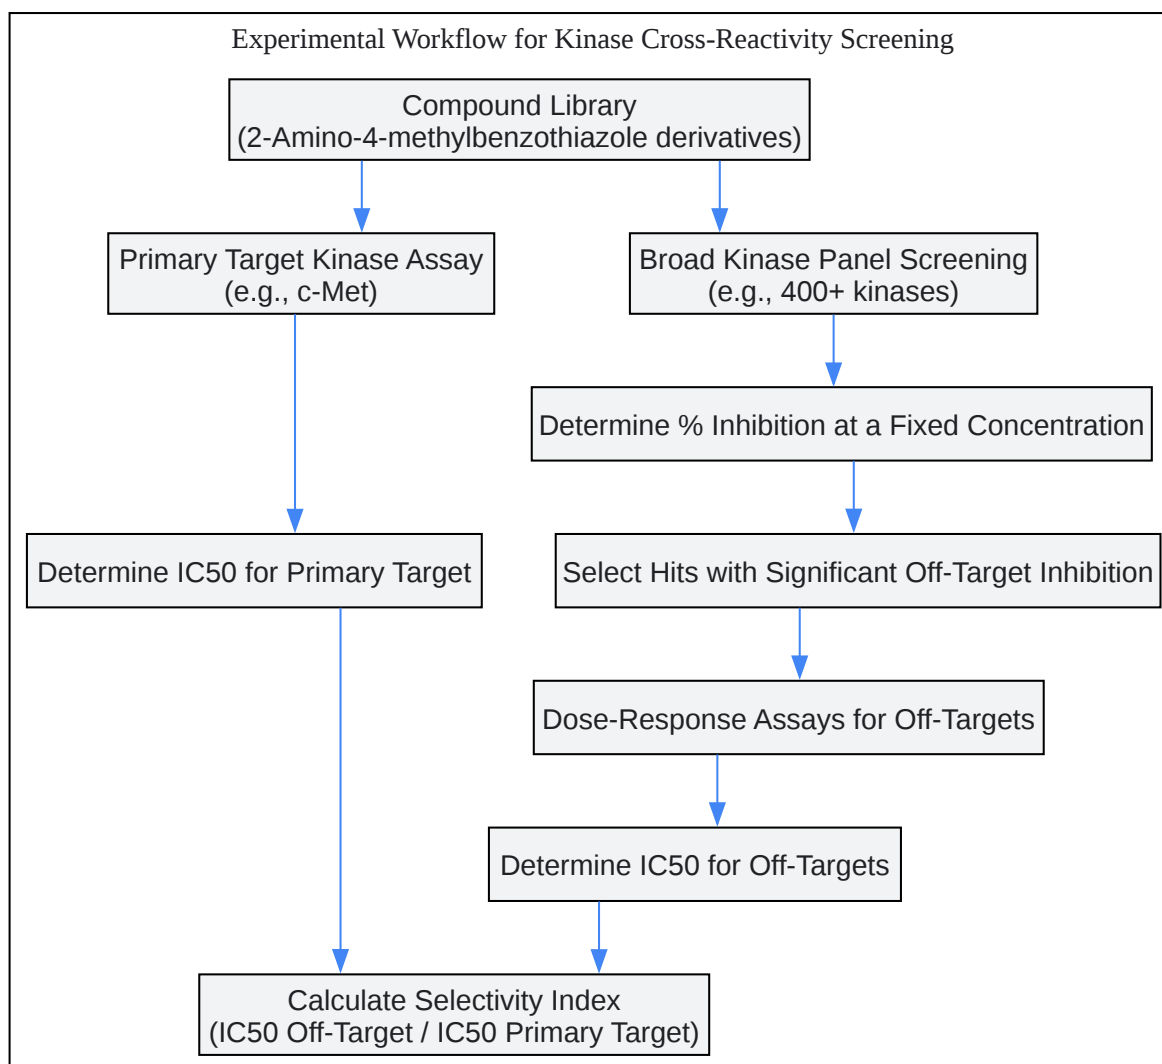 Experimental Workflow for Kinase Cross-Reactivity Screening
Compound Library
(2-Amino-4-methylbenzothiazole derivatives)
Primary Target Kinase Assay
(e.g., c-Met)
Broad Kinase Panel Screening
(e.g., 400+ kinases)
Determine % Inhibition at a Fixed Concentration
Determine IC50 for Primary Target
Select Hits with Significant Off-Target Inhibition
Dose-Response Assays for Off-Targets
Determine IC50 for Off-Targets
Calculate Selectivity Index
(IC50 Off-Target / IC50 Primary Target)